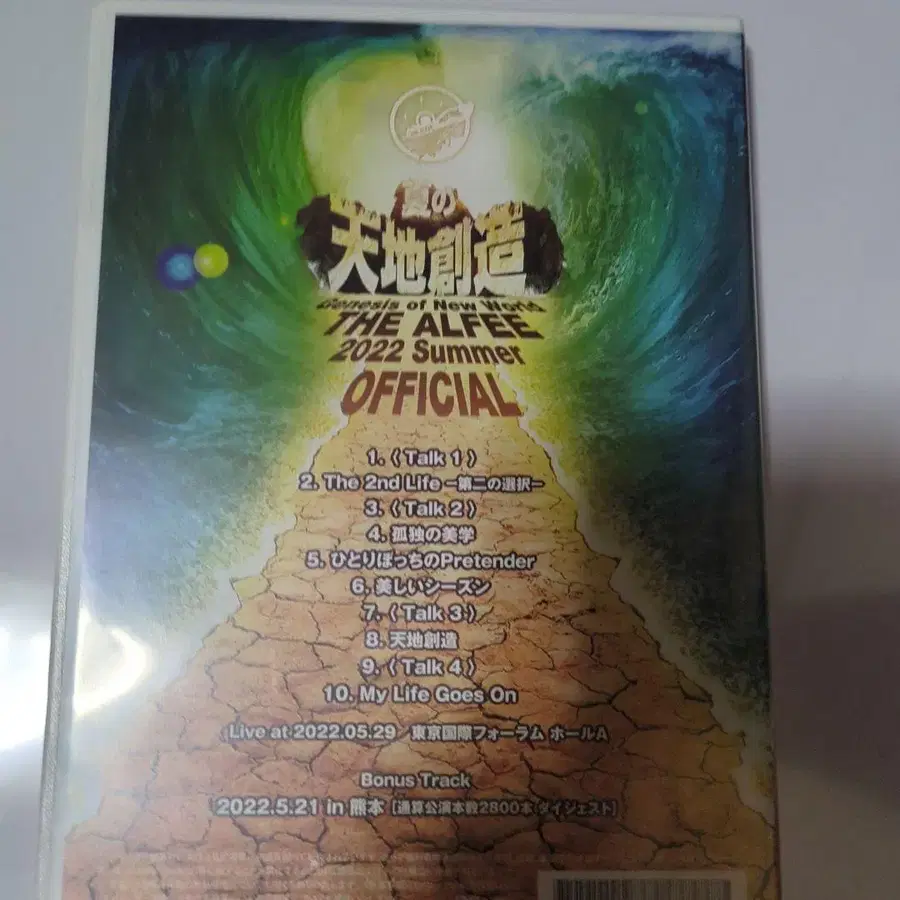 夏の
天地創造
Genesis of New World
THE ALFEE
2022 Summer
OFFICIAL
1.〈 Talk 1 〉
2. The 2nd Life −第二の選択−
3.〈 Talk 2 〉
4. 孤独の美学
5. ひとりぼっちのPretender
6. 美しいシーズン
7.〈 Talk 3 〉
8. 天地創造
9.〈 Talk 4 〉
10. My Life Goes On
Live at 2022.05.29 東京国際フォーラム ホールA
Bonus Track
2022.5.21 in 熊本 [通算公演本数2800本 ダイジェスト]